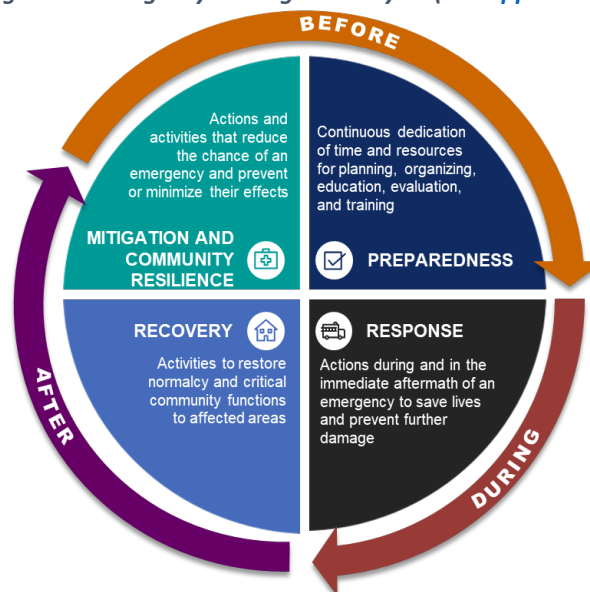 BEFORE
Actions and
activities that reduce
the chance of an
emergency and prevent
or minimize their effects
MITIGATION AND
COMMUNITY
RESILIENCE
Continuous dedication
of time and resources
for planning, organizing,
education, evaluation,
and training
PREPAREDNESS
RECOVERY
Activities to restore
normalcy and critical
community functions
to affected areas
RESPONSE
Actions during and in the
immediate aftermath of an
emergency to save lives
and prevent further
damage
AFTER
DURING